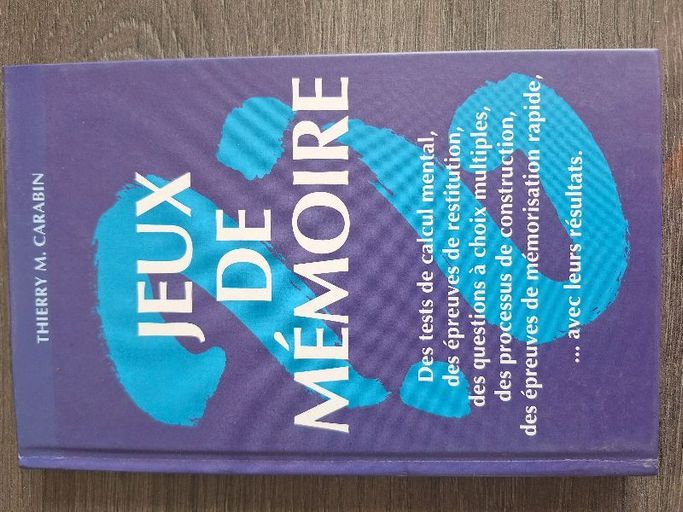 THIERRY M. CARABIN
JEUX
DE
MÉMOIRE
Des tests de calcul mental,
des épreuves de restitution,
des questions à choix multiples,
des processus de construction,
des épreuves de mémorisation rapide,
... avec leurs résultats.